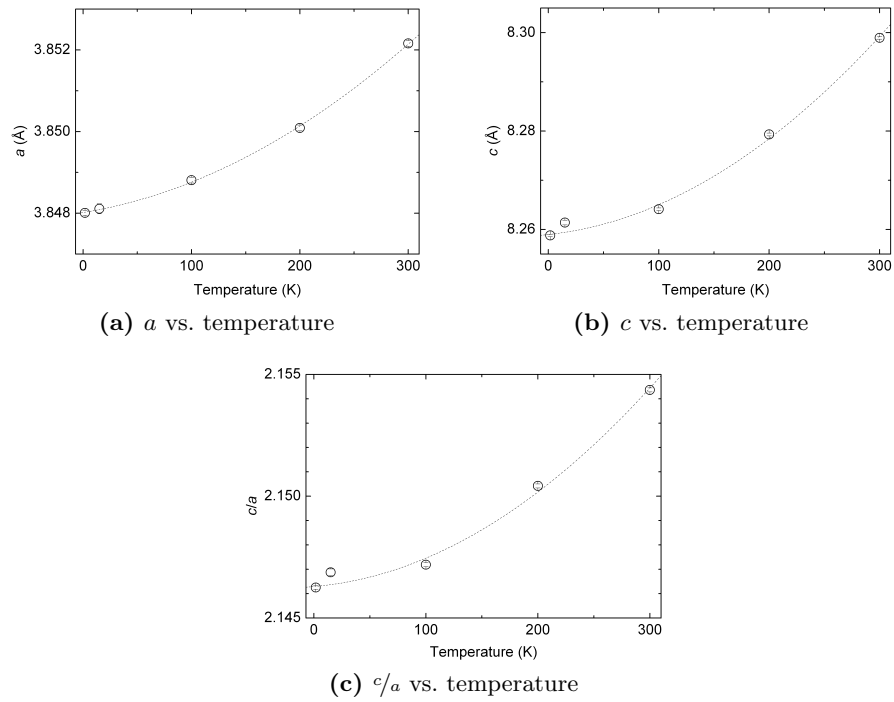 3.852
3.850
3.848
a (Å)
0 100 200 300
Temperature (K)
(a) a vs. temperature
8.30
8.28
8.26
c (Å)
0 100 200 300
Temperature (K)
(b) c vs. temperature
2.155
2.150
2.145
c/a
0 100 200 300
Temperature (K)
(c) c/a vs. temperature